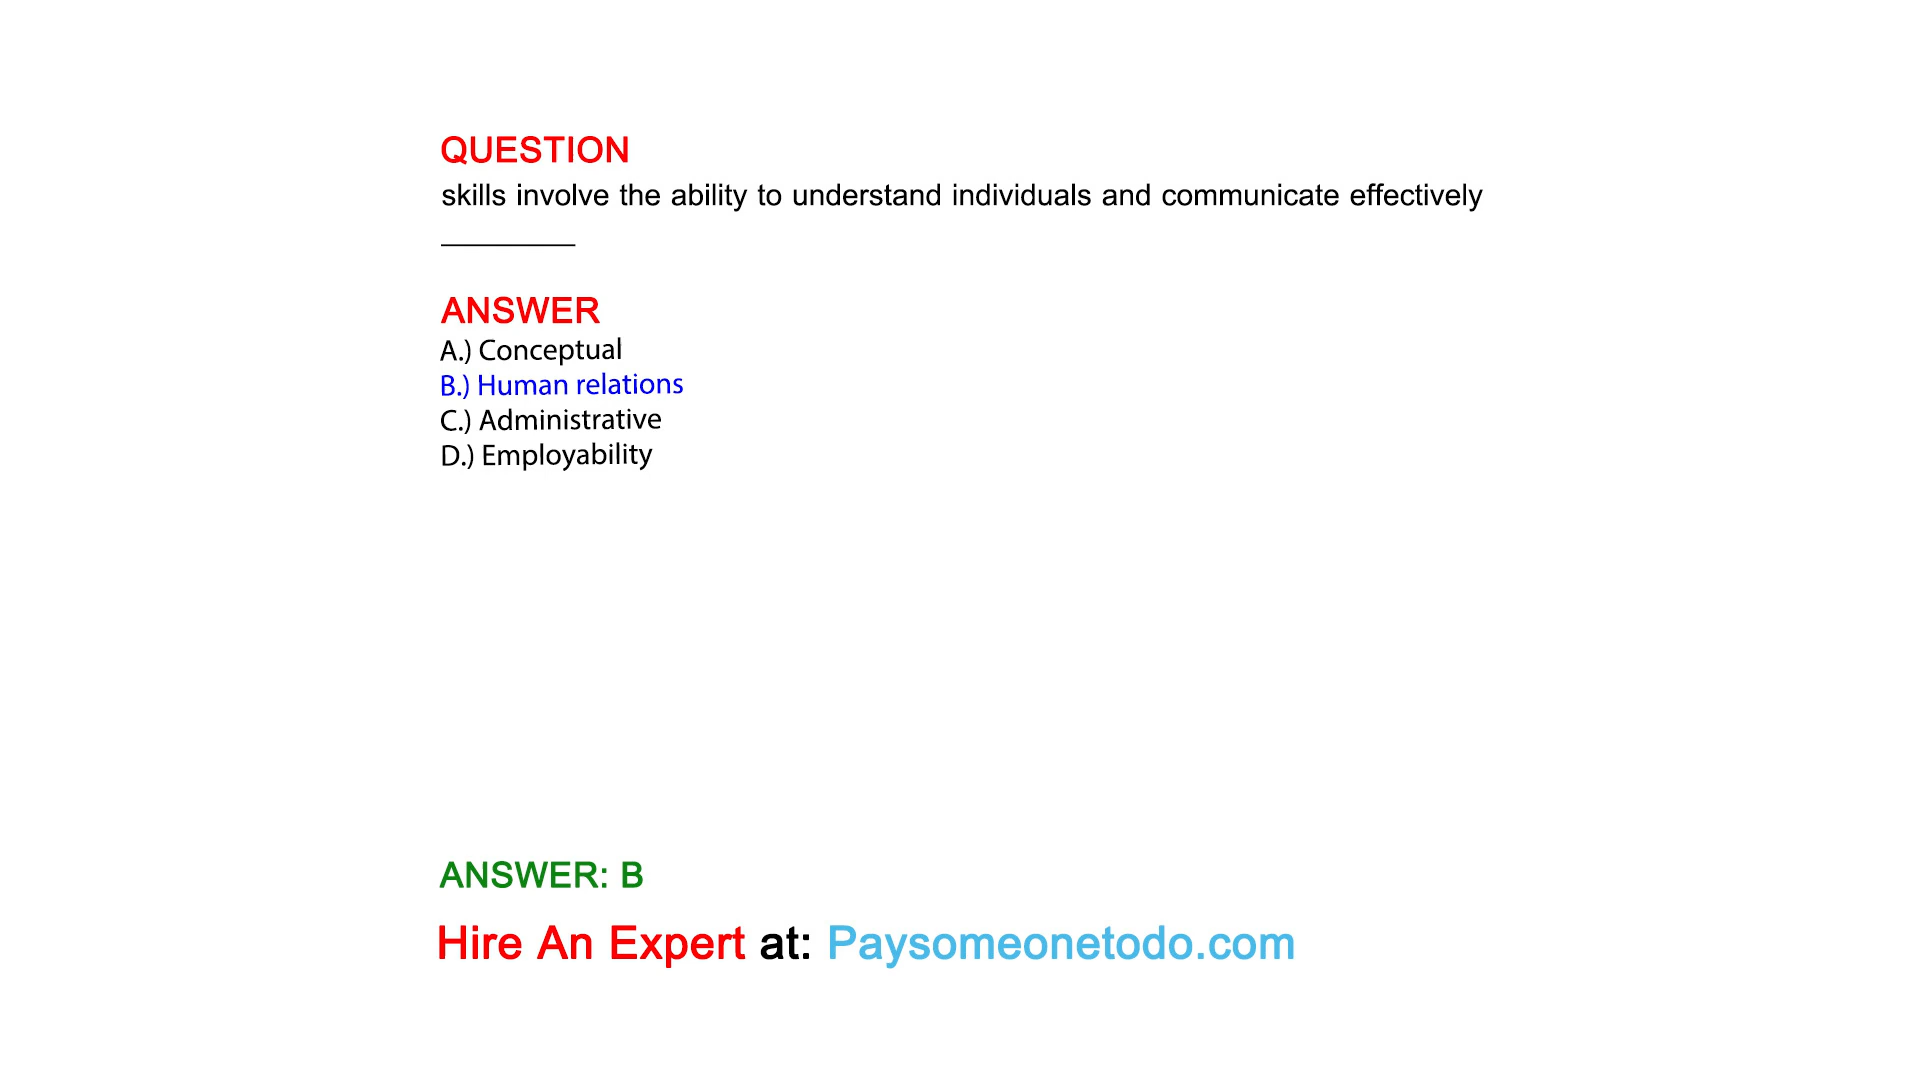 QUESTION
skills involve the ability to understand individuals and communicate effectively
_________
ANSWER
A.) Conceptual
B.) Human relations
C.) Administrative
D.) Employability
ANSWER: B
Hire An Expert at: Paysomeonetodo.com